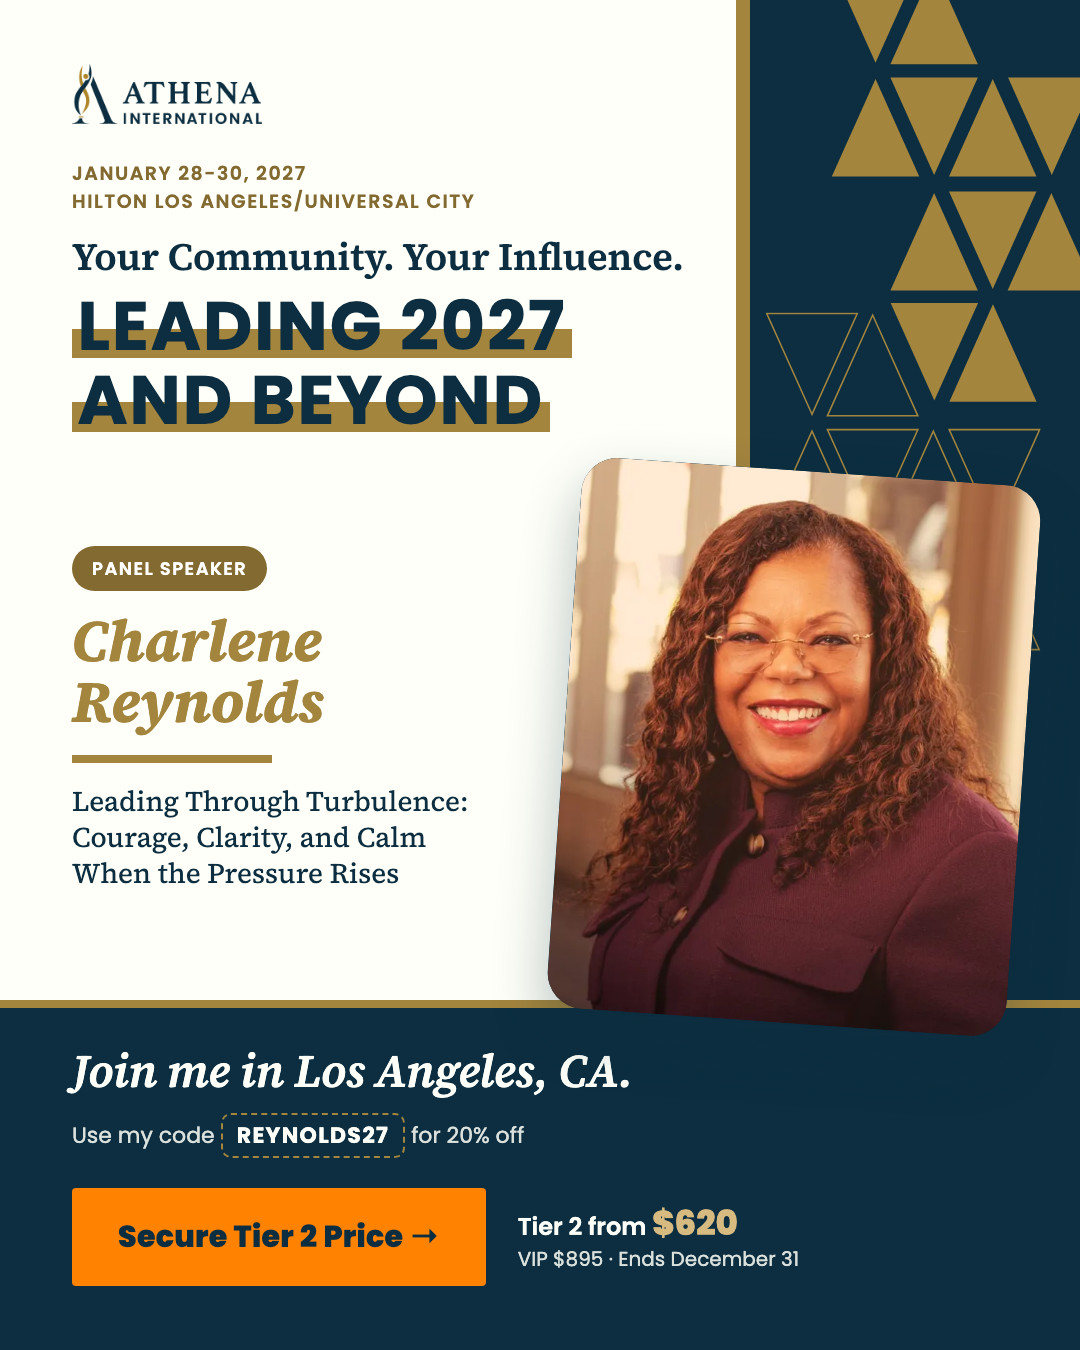 ATHENA
INTERNATIONAL
JANUARY 28-30, 2027
HILTON LOS ANGELES/UNIVERSAL CITY
Your Community. Your Influence.
LEADING 2027
AND BEYOND
PANEL SPEAKER
Charlene
Reynolds
Leading Through Turbulence:
Courage, Clarity, and Calm
When the Pressure Rises
Join me in Los Angeles, CA.
Use my code REYNOLDS27 for 20% off
Secure Tier 2 Price →
Tier 2 from $620
VIP $895 · Ends December 31